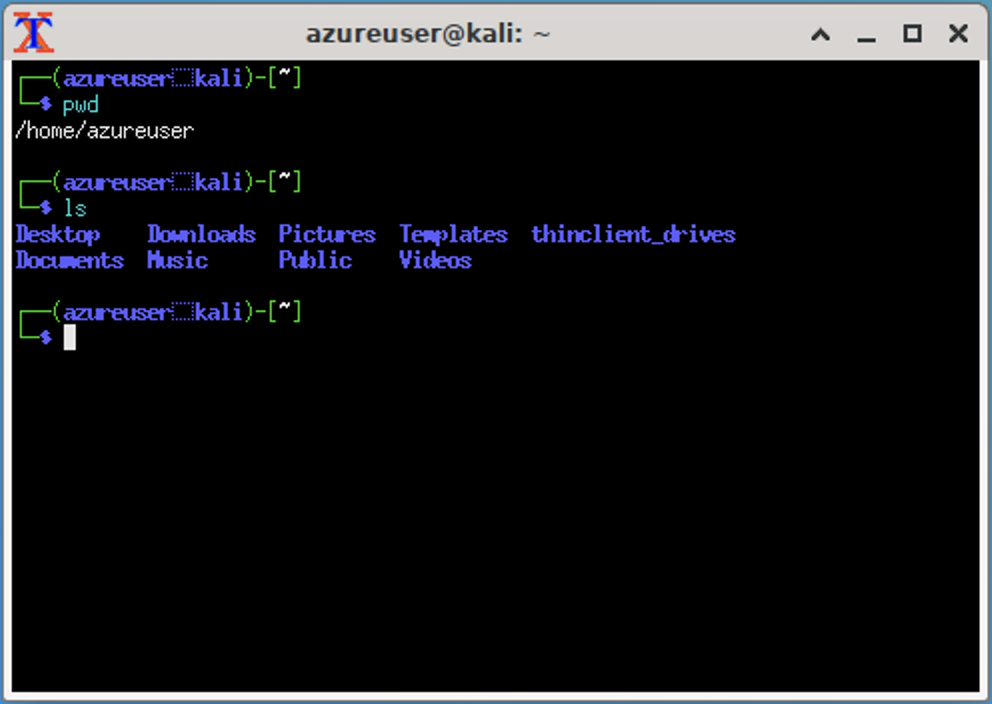 azureuser@kali: ~
┌──(azureuser㉿kali)-[~]
└─$ pwd
/home/azureuser
┌──(azureuser㉿kali)-[~]
└─$ ls
Desktop Downloads Pictures Templates thinclient_drives
Documents Music Public Videos
┌──(azureuser㉿kali)-[~]
└─$